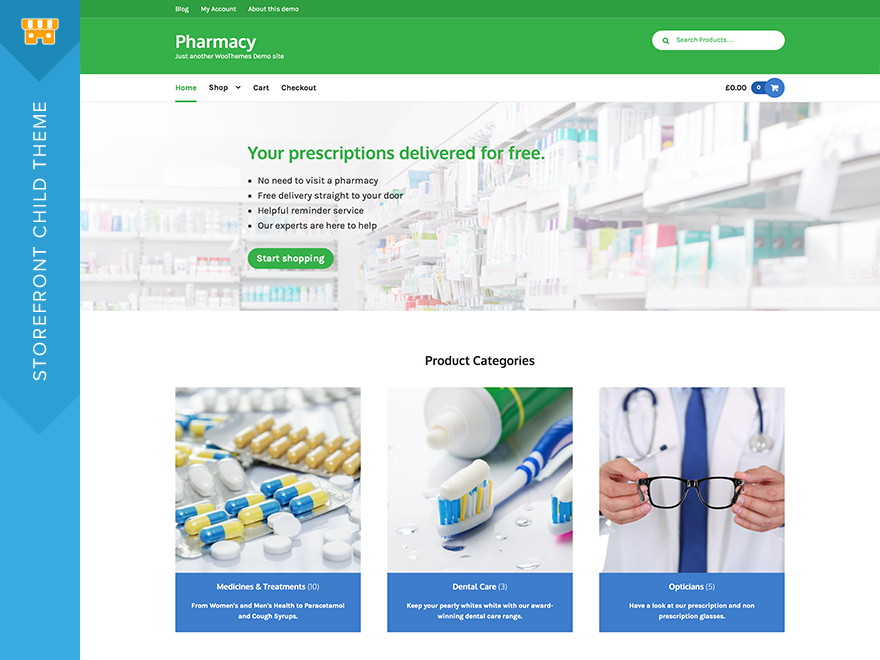 STOREFRONT CHILD THEME
Blog My Account About this demo
Pharmacy
Just another WooThemes Demo site
Search Products...
Home Shop Cart Checkout
£0.00 0
Your prescriptions delivered for free.
No need to visit a pharmacy
Free delivery straight to your door
Helpful reminder service
Our experts are here to help
Start shopping
Product Categories
Medicines & Treatments (10)
From Women's and Men's Health to Paracetamol
and Cough Syrups.
Dental Care (3)
Keep your pearly whites white with our award-
winning dental care range.
Opticians (5)
Have a look at our prescription and non
prescription glasses.